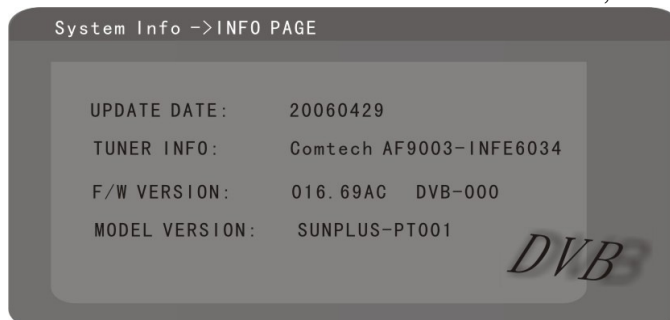 System Info ->INFO PAGE
UPDATE DATE: 20060429
TUNER INFO: Comtech AF9003-INFE6034
F/W VERSION: 016.69AC DVB-000
MODEL VERSION: SUNPLUS-PT001
DVB